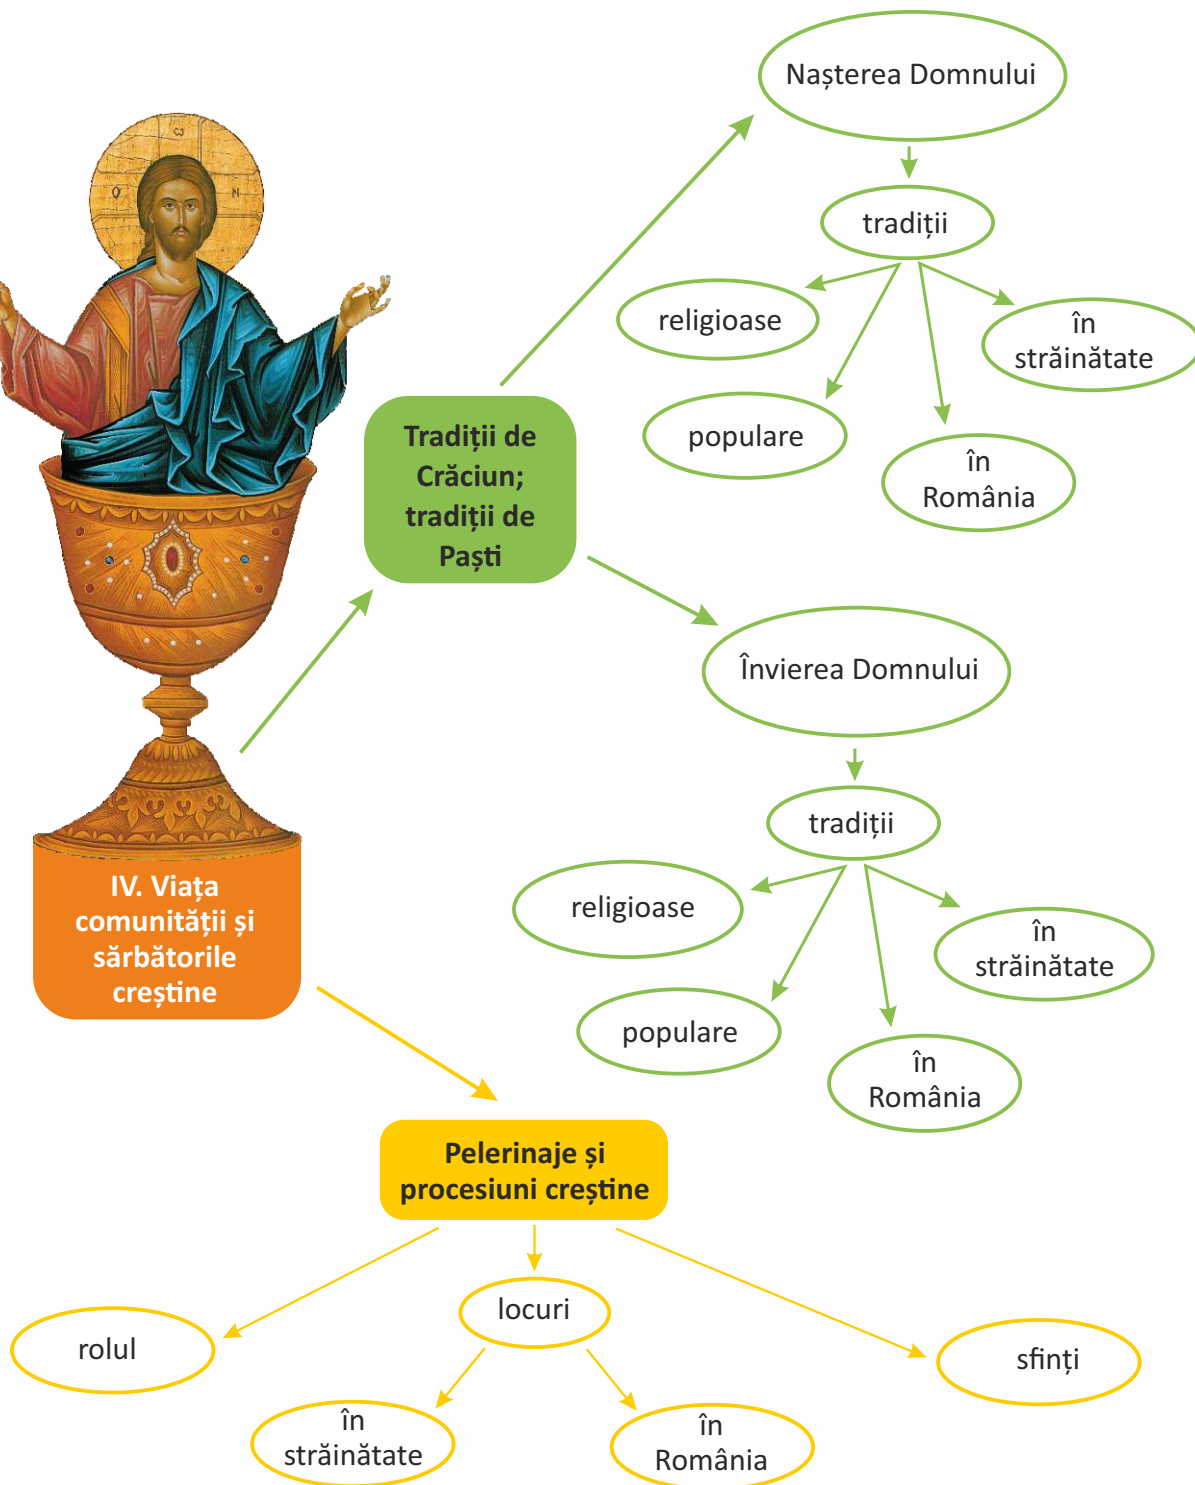 Nașterea Domnului
tradiții
religioase
în
străinătate
populare
în
România
Tradiții de
Crăciun;
tradiții de
Paști
Învierea Domnului
tradiții
religioase
în
străinătate
populare
în
România
IV. Viața
comunității și
sărbătorile
creștine
Pelerinaje și
procesiuni creștine
rolul
locuri
sfinți
în
străinătate
în
România